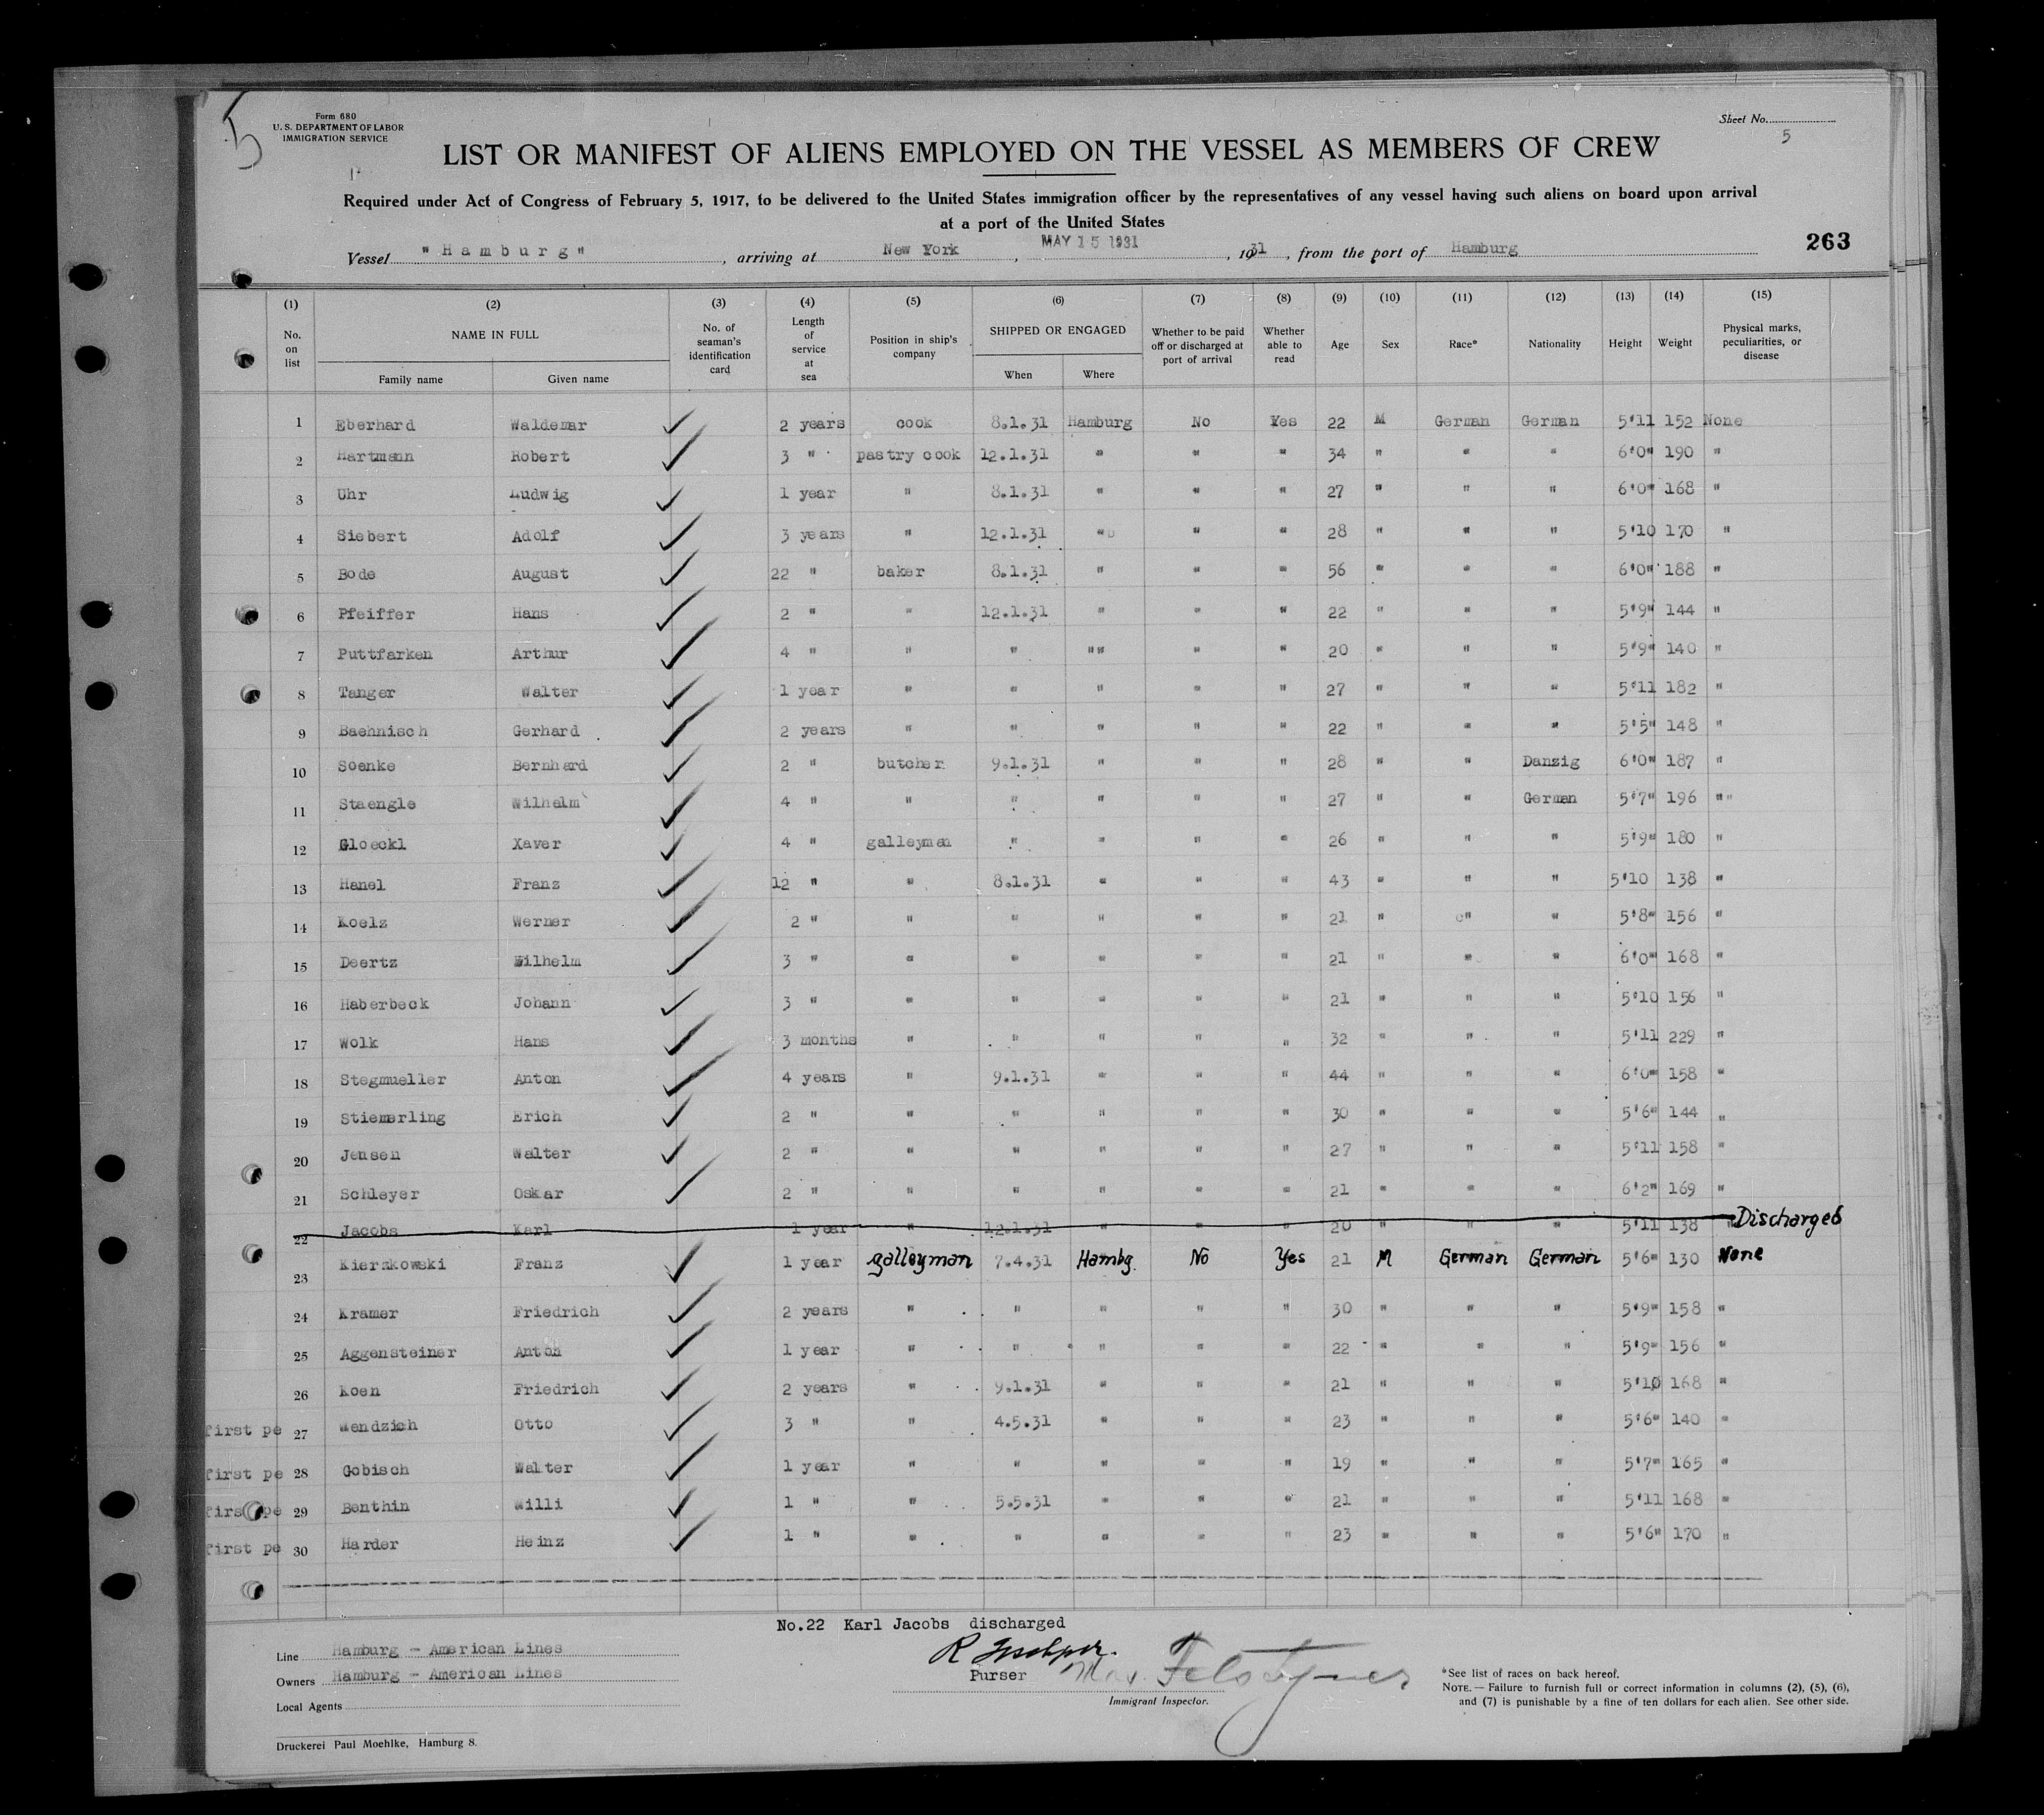 5
Form 680
U. S. DEPARTMENT OF LABOR
IMMIGRATION SERVICE
Sheet No. 5
LIST OR MANIFEST OF ALIENS EMPLOYED ON THE VESSEL AS MEMBERS OF CREW
Required under Act of Congress of February 5, 1917, to be delivered to the United States immigration officer by the representatives of any vessel having such aliens on board upon arrival
at a port of the United States
Vessel "Hamburg", arriving at New York, MAY 15 1931, 1931, from the port of Hamburg
263
(1) (2) (3) (4) (5) (6) (7) (8) (9) (10) (11) (12) (13) (14) (15)
No. on list NAME IN FULL No. of seaman's identification card Length of service at sea Position in ship's company SHIPPED OR ENGAGED Whether to be paid off or discharged at port of arrival Whether able to read Age Sex Race* Nationality Height Weight Physical marks, peculiarities, or disease
Family name Given name When Where
1 Eberhard Waldemar 2 years cook 8.1.31 Hamburg No Yes 22 M German German 5'11 152 None
2 Hartmann Robert 3 " pastry cook 12.1.31 " " " 34 " " " 6'0" 190 "
3 Uhr Ludwig 1 year " 8.1.31 " " " 27 " " " 6'0" 168 "
4 Siebert Adolf 3 years " 12.1.31 " " " 28 " " " 5'10 170 "
5 Bode August 22 " baker 8.1.31 " " " 56 " " " 6'0" 188 "
6 Pfeiffer Hans 2 " " 12.1.31 " " " 22 " " " 5'9" 144 "
7 Puttfarken Arthur 4 " " " "" " " 20 " " " 5'9" 140 "
8 Tanger Walter 1 year " " " " " 27 " " " 5'11 182 "
9 Baehnisch Gerhard 2 years " " " " " 22 " " " 5'5" 148 "
10 Soenke Bernhard 2 " butcher 9.1.31 " " " 28 " " Danzig 6'0" 187 "
11 Staengle Wilhelm 4 " " " " " " 27 " " German 5'7" 196 ""
12 Gloeckl Xaver 4 " galleyman " " " " 26 " " " 5'9" 180 "
13 Hanel Franz 12 " " 8.1.31 " " " 43 " " " 5'10 138 "
14 Koelz Werner 2 " " " " " " 21 " " " 5'8" 156 "
15 Deertz Wilhelm 3 " " " " " " 21 " " " 6'0" 168 "
16 Haberbeck Johann 3 " " " " " " 21 " " " 5'10 156 "
17 Wolk Hans 3 months " " " " " 32 " " " 5'11 229 "
18 Stegmueller Anton 4 years " 9.1.31 " " " 44 " " " 6'0" 158 "
19 Stiemerling Erich 2 " " " " " " 30 " " " 5'6" 144 "
20 Jensen Walter 2 " " " " " " 27 " " " 5'11 158 "
21 Schleyer Oskar 2 " " " " " " 21 " " " 6'2" 169 "
22 Jacobs Karl 1 year " 12.1.31 " " " 20 " " " 5'11 138 " Discharged
23 Kierzkowski Franz 1 year galleyman 7.4.31 Hambg. No Yes 21 M German German 5'6" 130 None
24 Kramer Friedrich 2 years " " " " " 30 " " " 5'9" 158 "
25 Aggensteiner Anton 1 year " " " " " 22 " " " 5'9" 156 "
26 Koen Friedrich 2 years " 9.1.31 " " " 21 " " " 5'10 168 "
first pe 27 Wendzich Otto 3 " " 4.5.31 " " " 23 " " " 5'6" 140 "
first pe 28 Gobisch Walter 1 year " " " " " 19 " " " 5'7" 165 "
first pe 29 Benthin Willi 1 " " 5.5.31 " " " 21 " " " 5'11 168 "
first pe 30 Harder Heinz 1 " " " " " " 23 " " " 5'6" 170 "
No.22 Karl Jacobs discharged
Line Hamburg - American Lines
Owners Hamburg - American Lines
Local Agents
Purser
Immigrant Inspector.
*See list of races on back hereof.
NOTE.—Failure to furnish full or correct information in columns (2), (5), (6),
and (7) is punishable by a fine of ten dollars for each alien. See other side.
Druckerei Paul Moehlke, Hamburg 8.